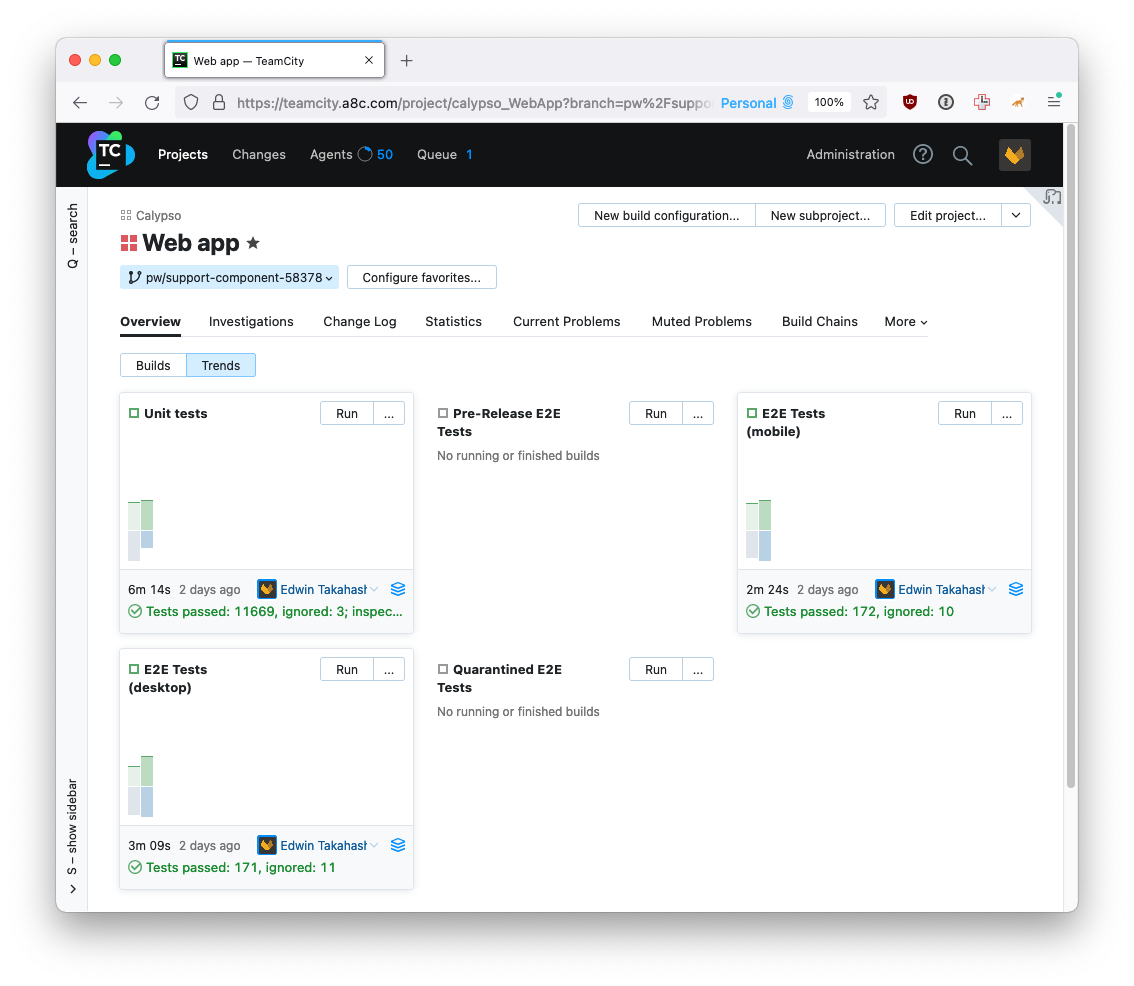 Web app — TeamCity
https://teamcity.a8c.com/project/calypso_WebApp?branch=pw%2Fsuppo
Personal
100%
TC
Projects
Changes
Agents
50
Queue
1
Administration
Q – search
Calypso
New build configuration...
New subproject...
Edit project...
Web app
pw/support-component-58378
Configure favorites...
Overview
Investigations
Change Log
Statistics
Current Problems
Muted Problems
Build Chains
More
Builds
Trends
Unit tests
Run
...
6m 14s
2 days ago
Edwin Takahash
Tests passed: 11669, ignored: 3; inspec...
Pre-Release E2E
Tests
Run
...
No running or finished builds
E2E Tests
(mobile)
Run
...
2m 24s
2 days ago
Edwin Takahash
Tests passed: 172, ignored: 10
E2E Tests
(desktop)
Run
...
3m 09s
2 days ago
Edwin Takahash
Tests passed: 171, ignored: 11
Quarantined E2E
Tests
Run
...
No running or finished builds
S – show sidebar